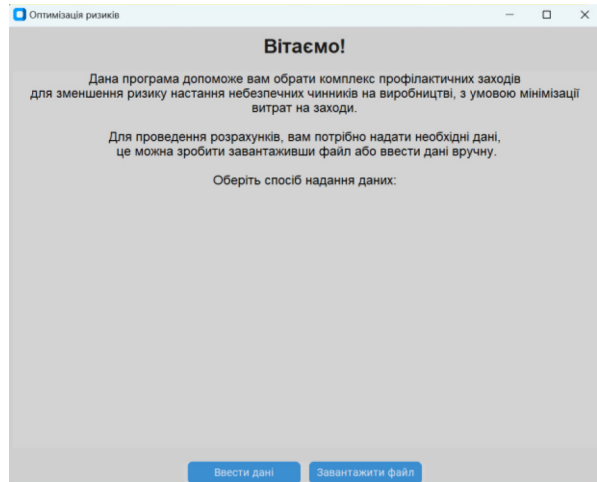 Оптимізація ризиків
Вітаємо!
Дана програма допоможе вам обрати комплекс профілактичних заходів
для зменшення ризику настання небезпечних чинників на виробництві, з умовою мінімізації
витрат на заходи.
Для проведення розрахунків, вам потрібно надати необхідні дані,
це можна зробити завантаживши файл або ввести дані вручну.
Оберіть спосіб надання даних:
Ввести дані
Завантажити файл